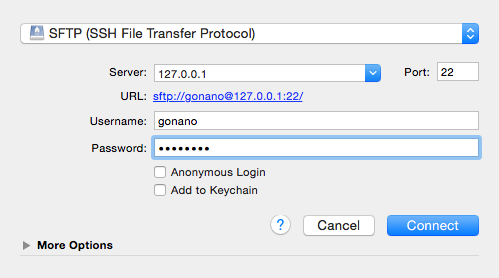 SFTP (SSH File Transfer Protocol)
Server: 127.0.0.1 Port: 22
URL: sftp://gonano@127.0.0.1:22/
Username: gonano
Password: ••••••••
Anonymous Login
Add to Keychain
? Cancel Connect
More Options